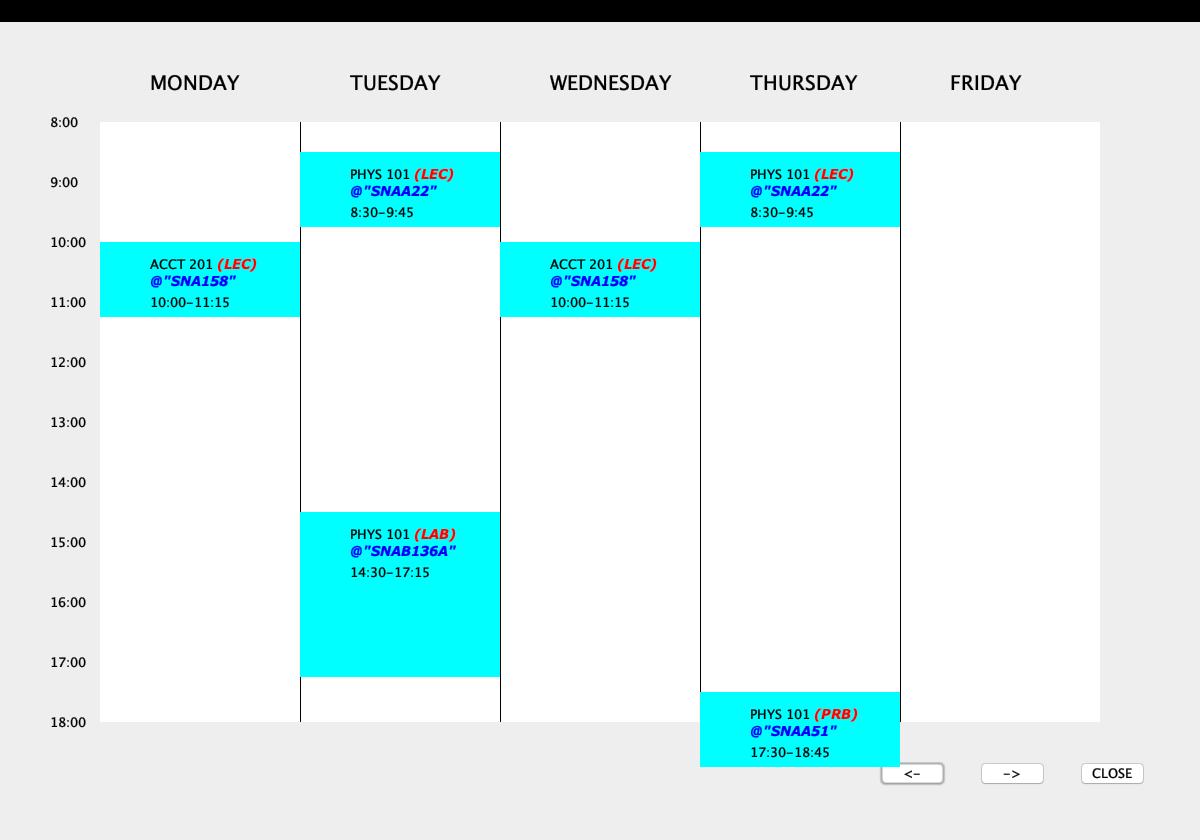 MONDAY TUESDAY WEDNESDAY THURSDAY FRIDAY
8:00
PHYS 101 (LEC)
@"SNAA22"
8:30-9:45
PHYS 101 (LEC)
@"SNAA22"
8:30-9:45
9:00
10:00
ACCT 201 (LEC)
@"SNA158"
10:00-11:15
ACCT 201 (LEC)
@"SNA158"
10:00-11:15
11:00
12:00
13:00
14:00
PHYS 101 (LAB)
@"SNAB136A"
14:30-17:15
15:00
16:00
17:00
PHYS 101 (PRB)
@"SNAA51"
17:30-18:45
18:00
<- -> CLOSE